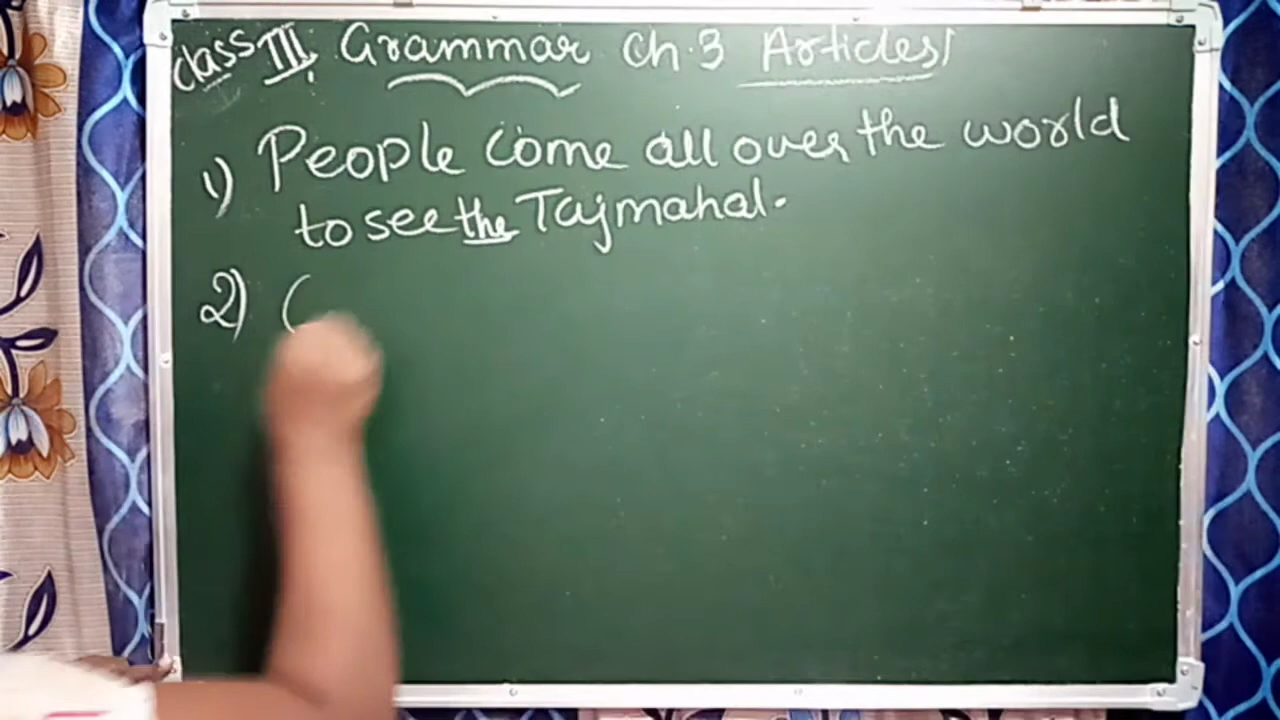 Class III. Grammar Ch.3 Articles/
1) People come all over the world
to see the Tajmahal.
2) (